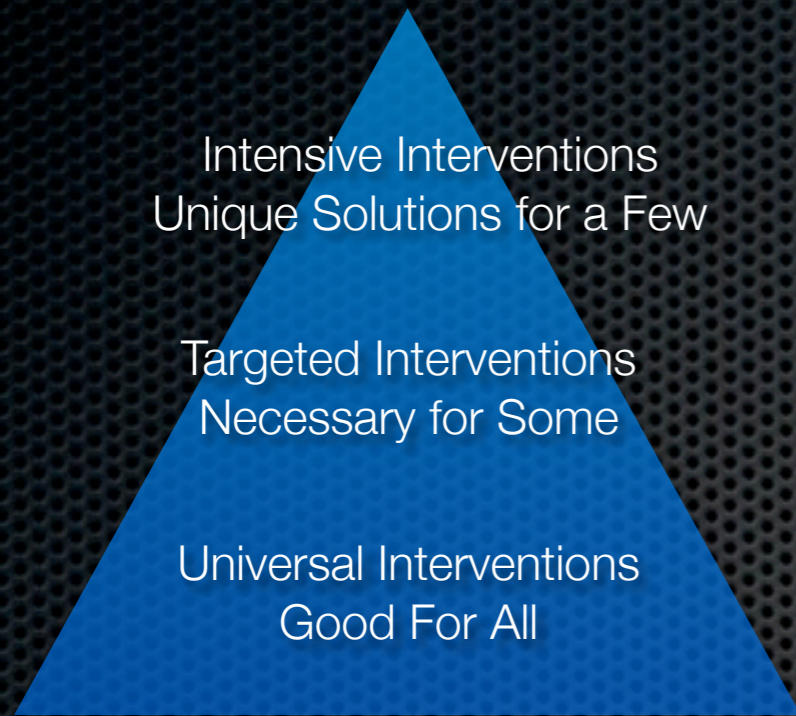 Intensive Interventions
Unique Solutions for a Few
Targeted Interventions
Necessary for Some
Universal Interventions
Good For All